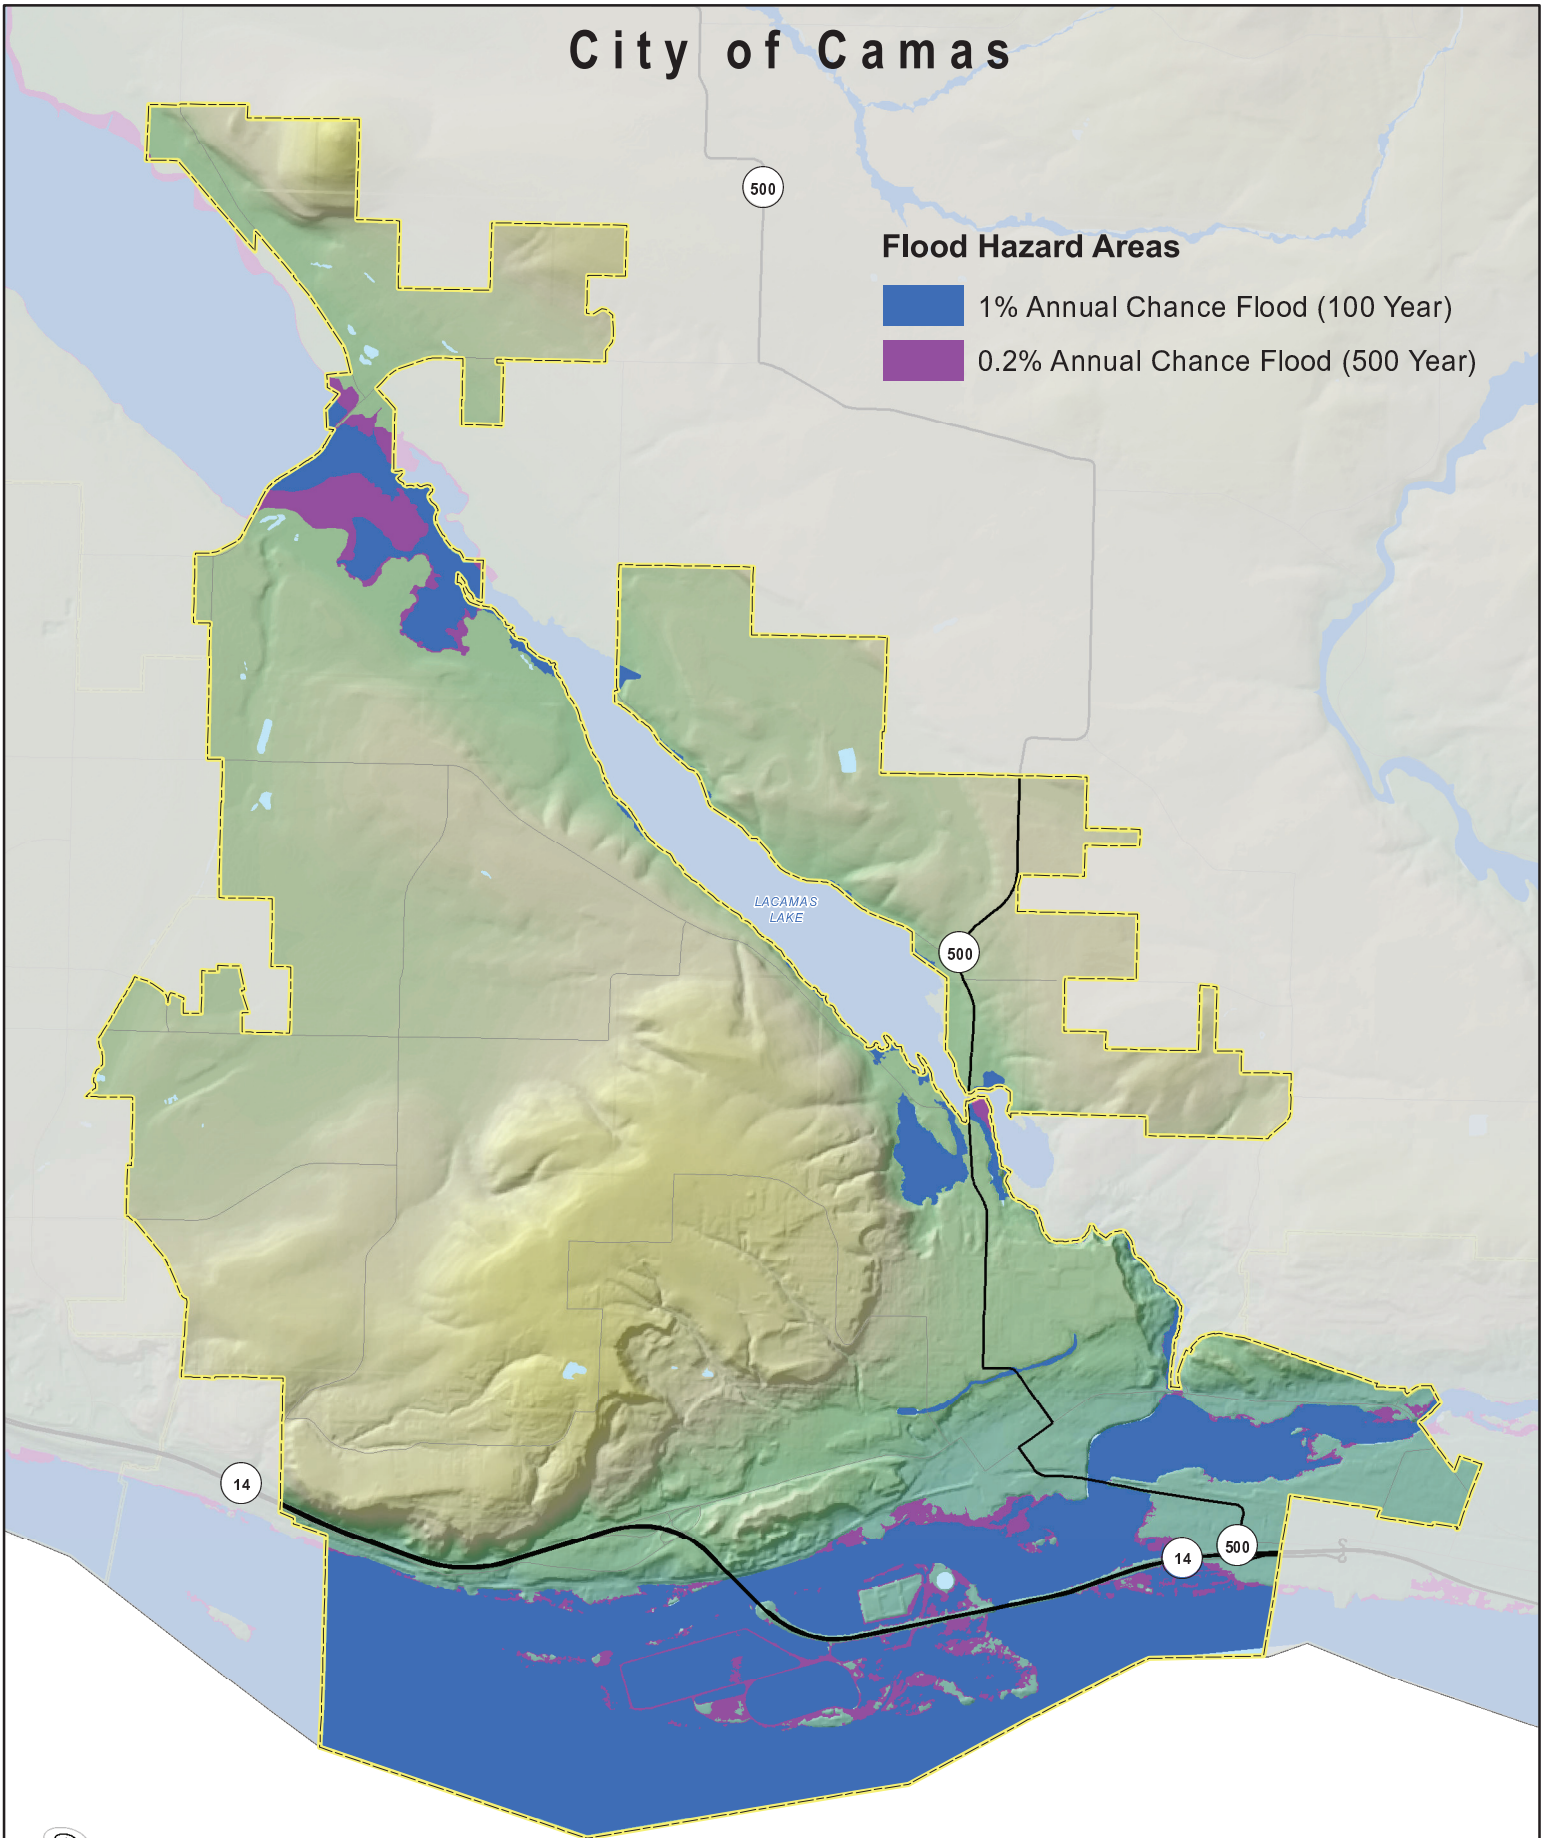 City of Camas
500
Flood Hazard Areas
1% Annual Chance Flood (100 Year)
0.2% Annual Chance Flood (500 Year)
LACAMAS
LAKE
500
14
500
14